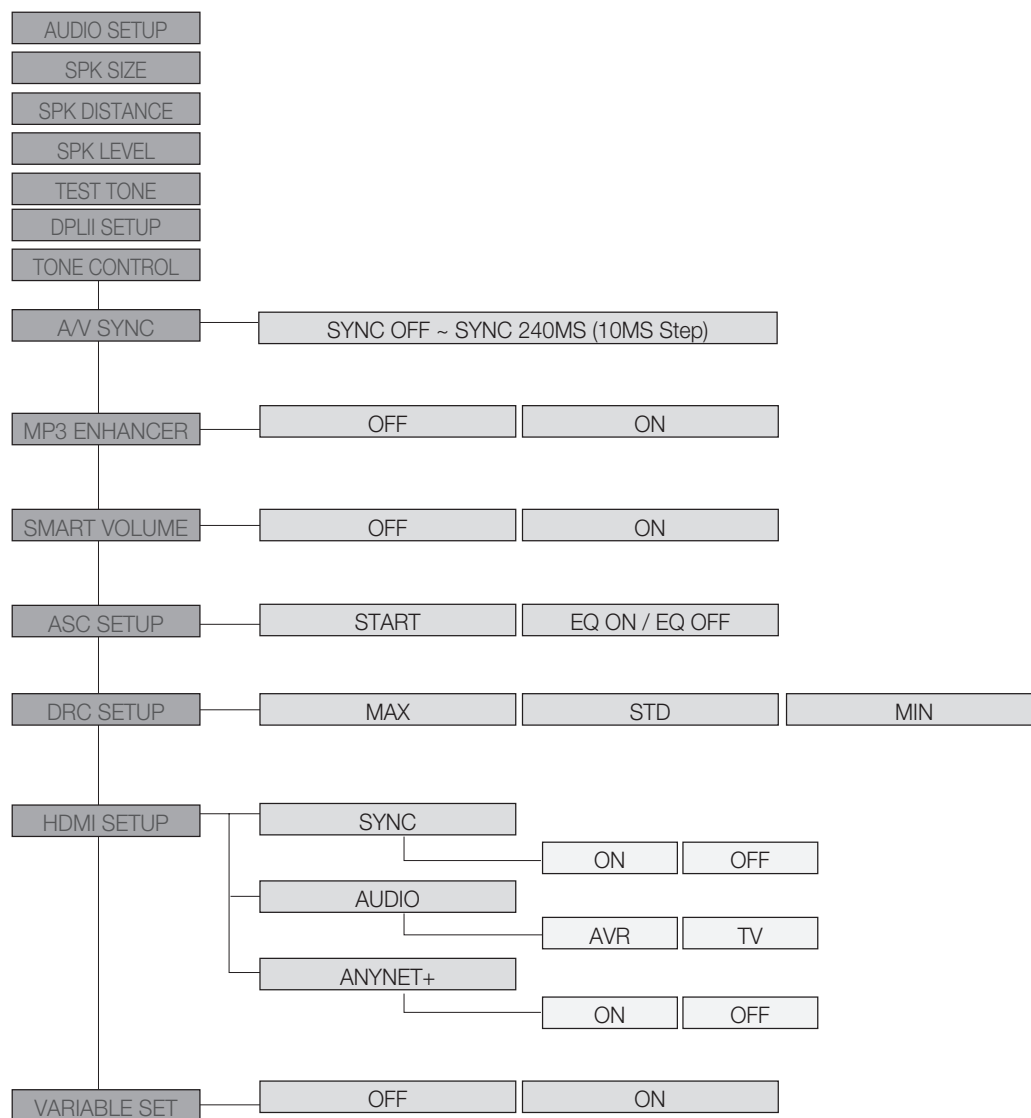 AUDIO SETUP
SPK SIZE
SPK DISTANCE
SPK LEVEL
TEST TONE
DPLII SETUP
TONE CONTROL
A/V SYNC
SYNC OFF ~ SYNC 240MS (10MS Step)
MP3 ENHANCER
OFF
ON
SMART VOLUME
OFF
ON
ASC SETUP
START
EQ ON / EQ OFF
DRC SETUP
MAX
STD
MIN
HDMI SETUP
SYNC
ON
OFF
AUDIO
AVR
TV
ANYNET+
ON
OFF
VARIABLE SET
OFF
ON